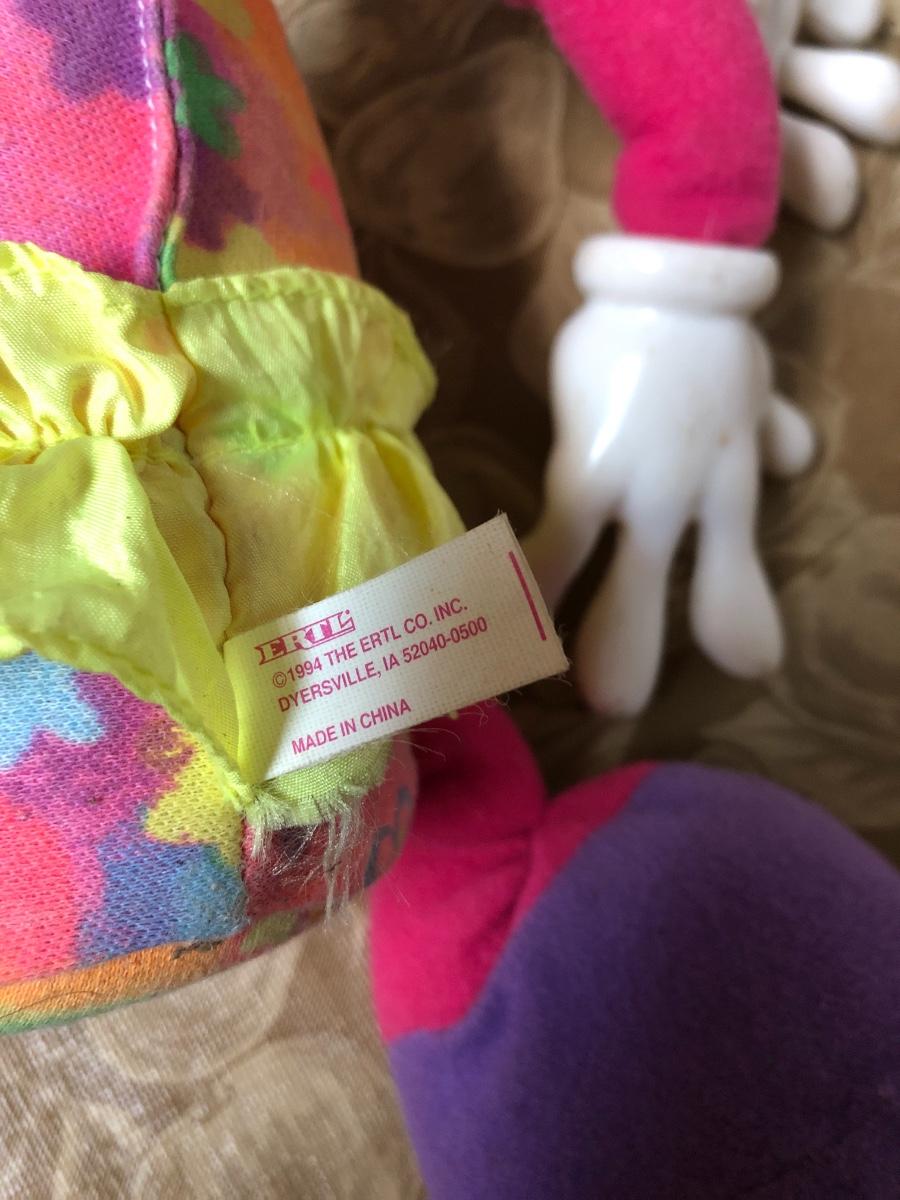 ERTL
©1994 THE ERTL CO. INC.
DYERSVILLE, IA 52040-0500
MADE IN CHINA